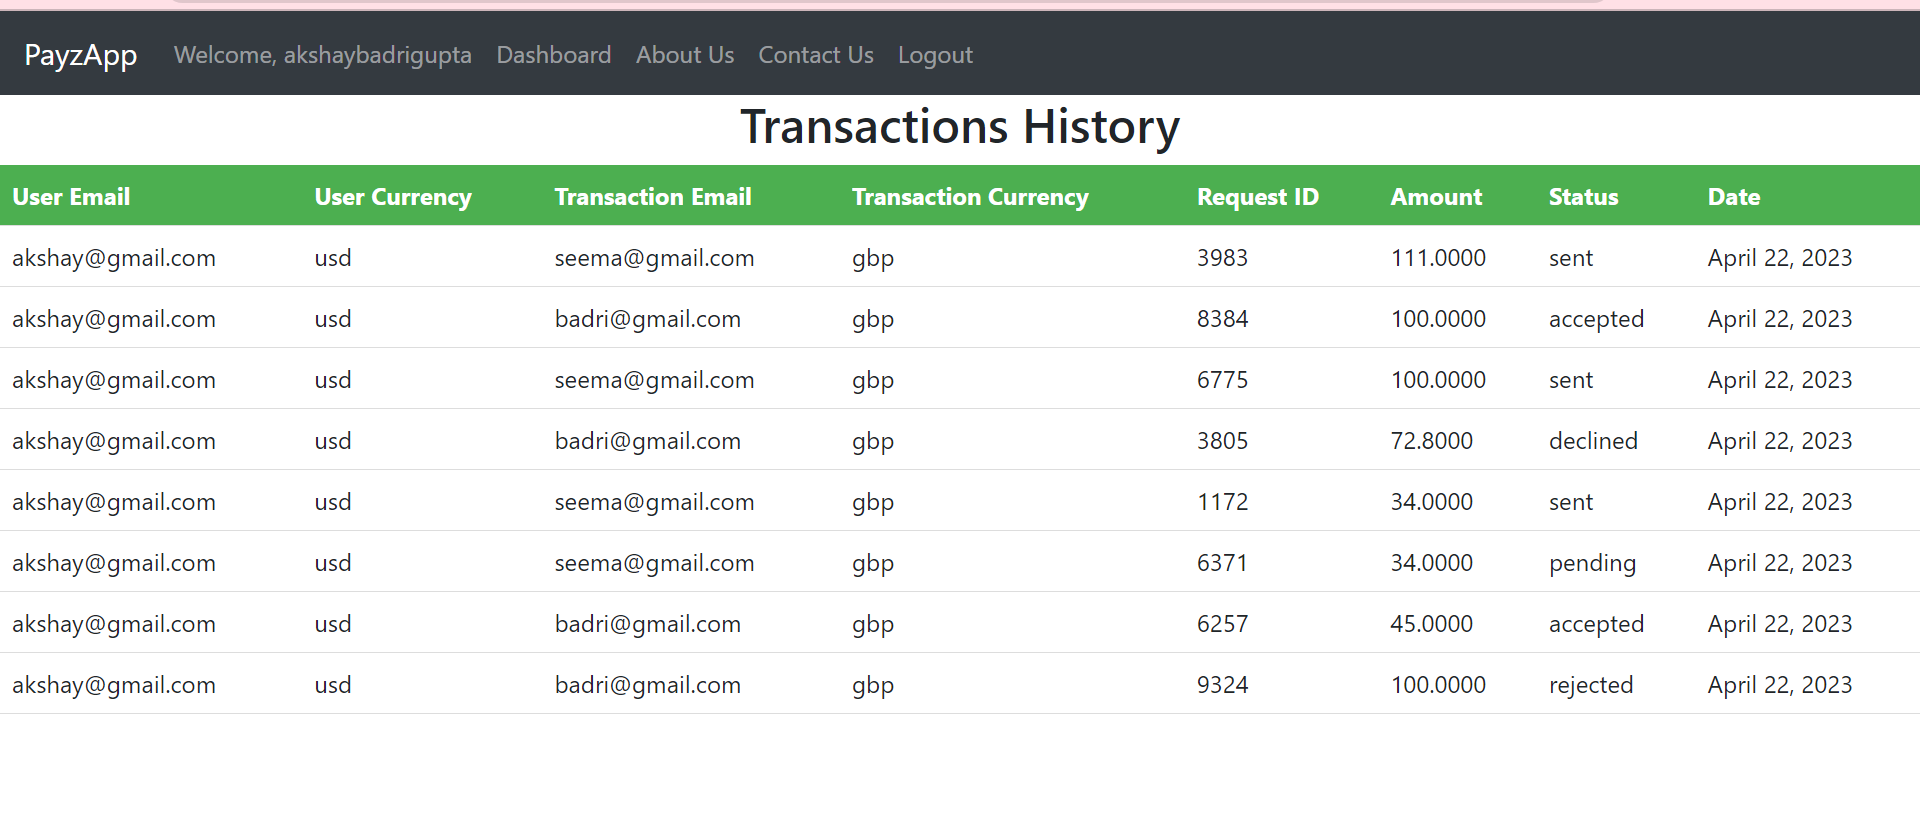 PayzApp Welcome, akshaybadrigupta Dashboard About Us Contact Us Logout
Transactions History
User Email User Currency Transaction Email Transaction Currency Request ID Amount Status Date
akshay@gmail.com usd seema@gmail.com gbp 3983 111.0000 sent April 22, 2023
akshay@gmail.com usd badri@gmail.com gbp 8384 100.0000 accepted April 22, 2023
akshay@gmail.com usd seema@gmail.com gbp 6775 100.0000 sent April 22, 2023
akshay@gmail.com usd badri@gmail.com gbp 3805 72.8000 declined April 22, 2023
akshay@gmail.com usd seema@gmail.com gbp 1172 34.0000 sent April 22, 2023
akshay@gmail.com usd seema@gmail.com gbp 6371 34.0000 pending April 22, 2023
akshay@gmail.com usd badri@gmail.com gbp 6257 45.0000 accepted April 22, 2023
akshay@gmail.com usd badri@gmail.com gbp 9324 100.0000 rejected April 22, 2023